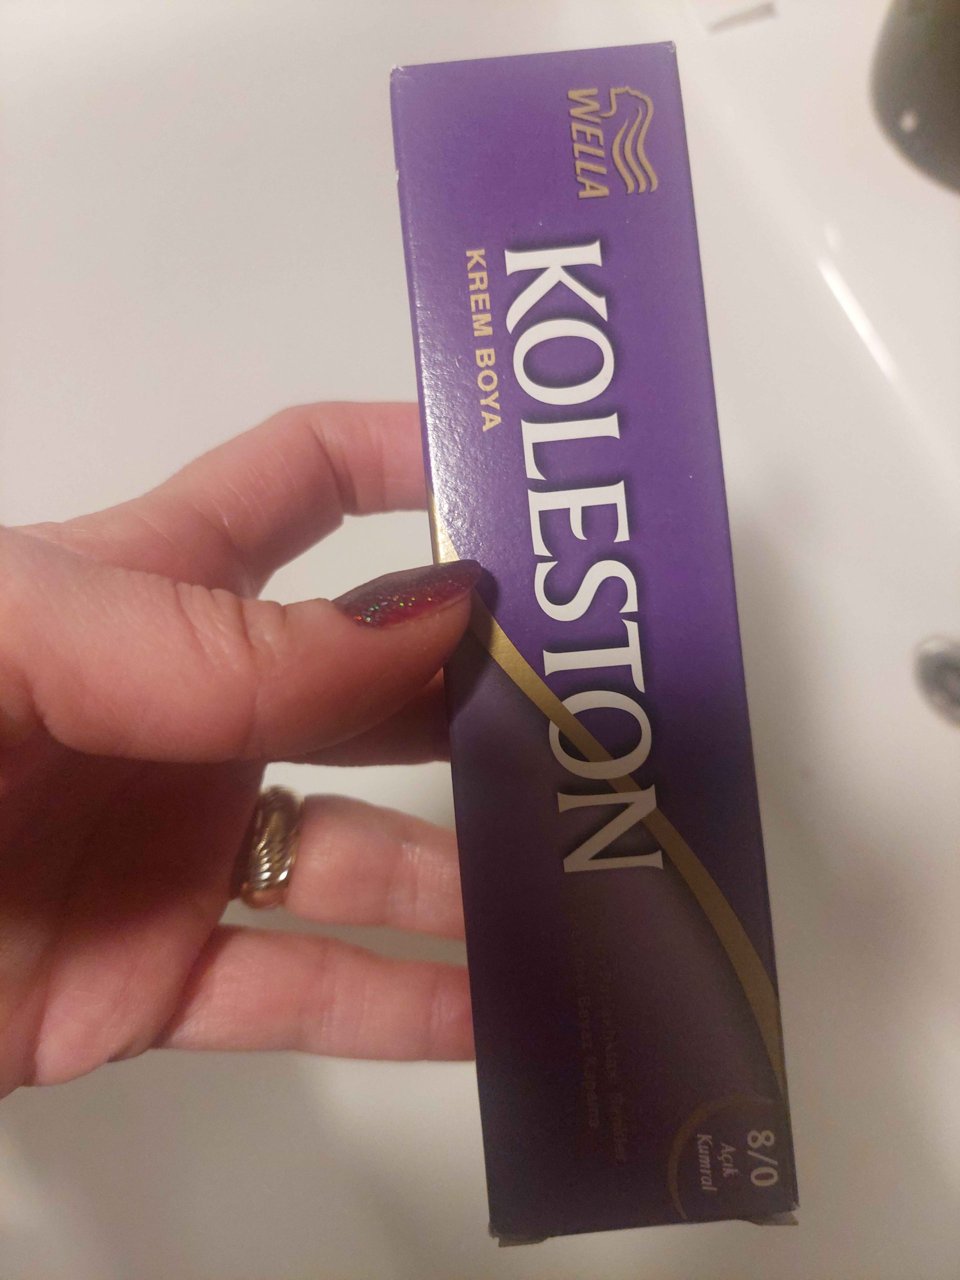 WELLA
KOLESTON
KREM BOYA
8/0
Açık
Kumral